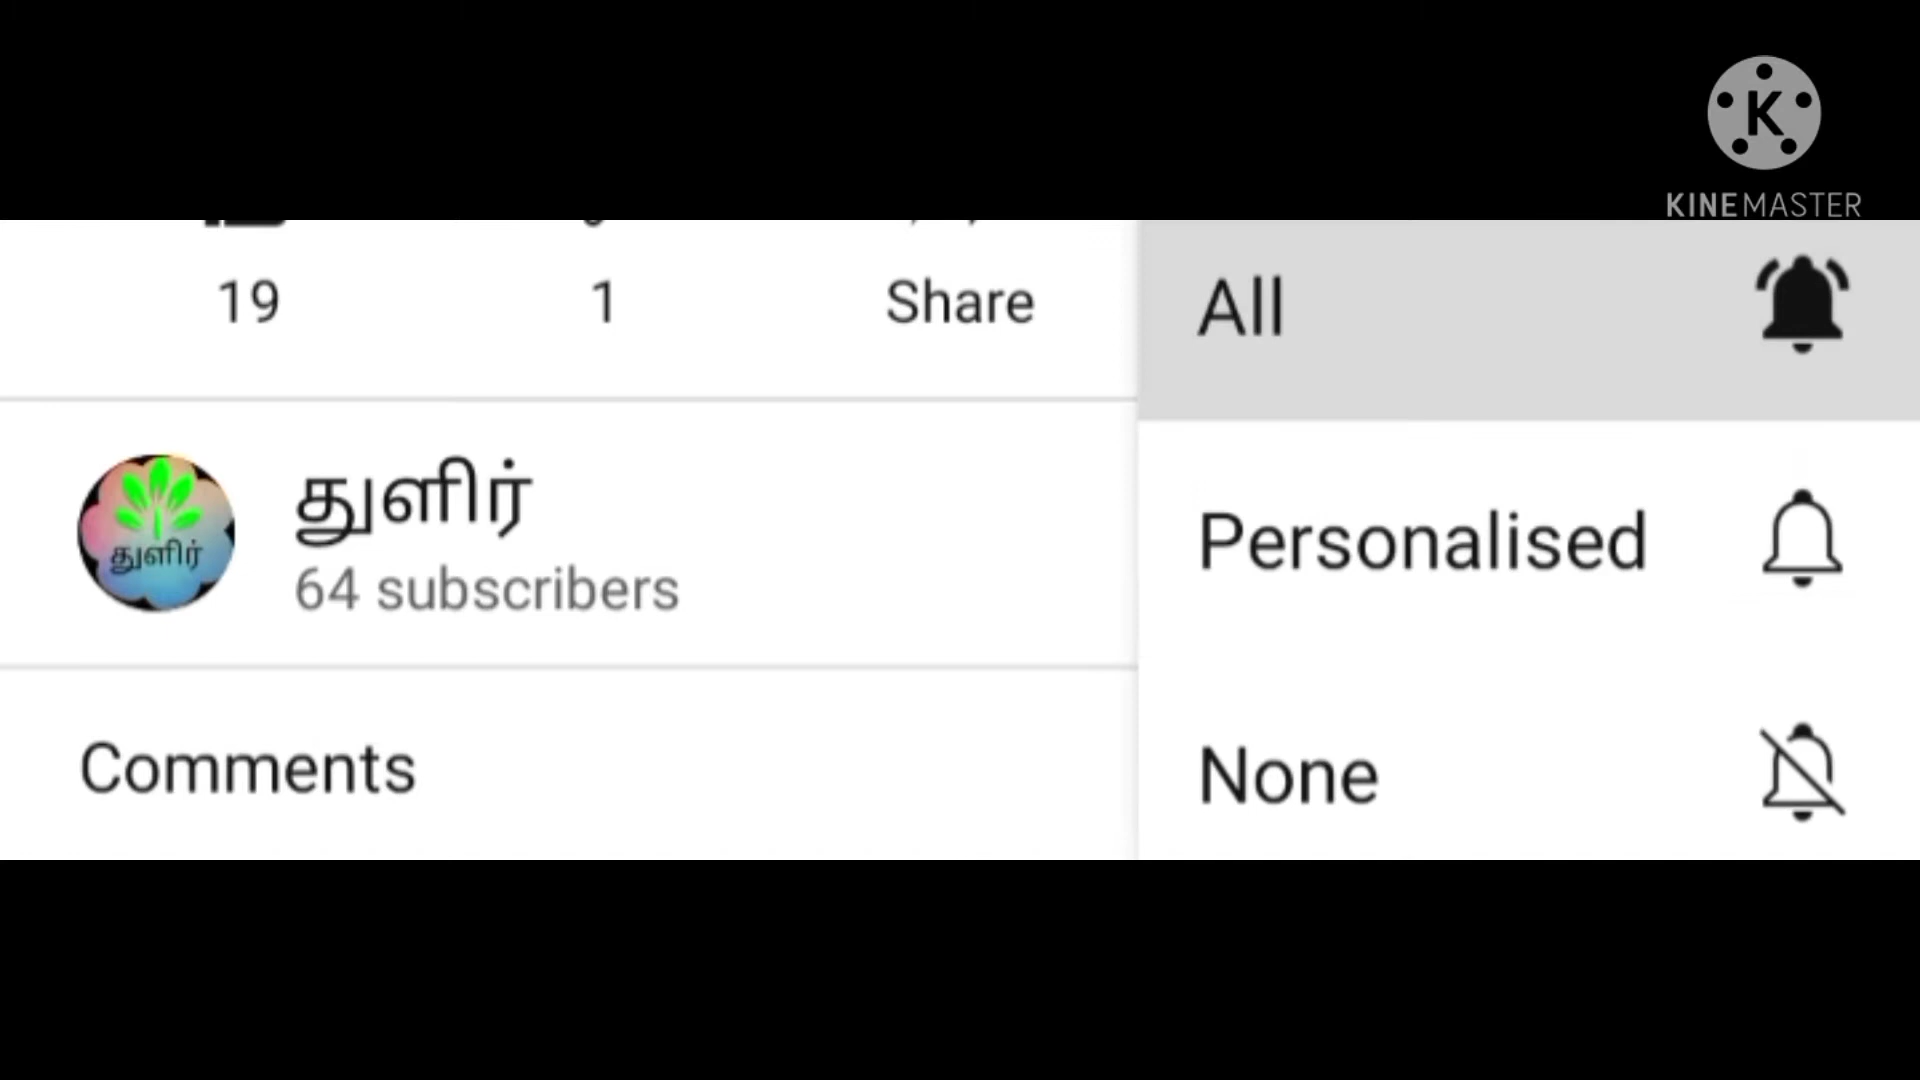 K
KINEMASTER
19
1
Share
துளிர்
துளிர்
64 subscribers
Comments
All
Personalised
None